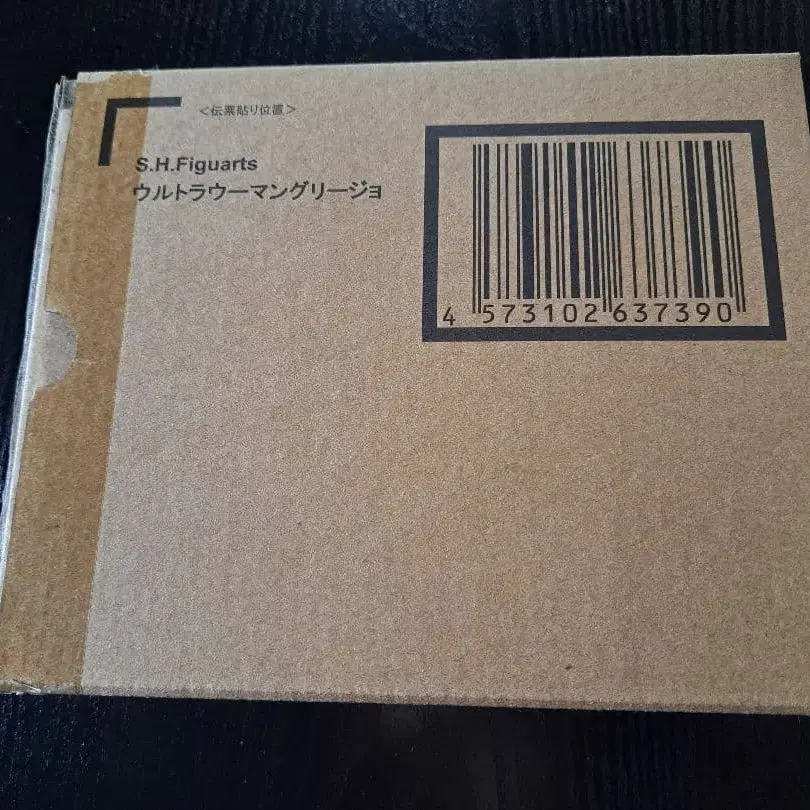 <伝票貼り位置>
S.H.Figuarts
ウルトラウーマングリージョ
4 573102 637390